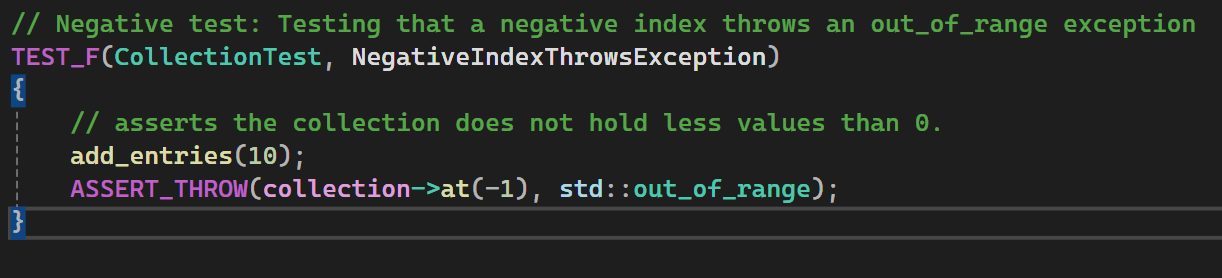 // Negative test: Testing that a negative index throws an out_of_range exception
TEST_F(CollectionTest, NegativeIndexThrowsException)
{
    // asserts the collection does not hold less values than 0.
    add_entries(10);
    ASSERT_THROW(collection->at(-1), std::out_of_range);
}